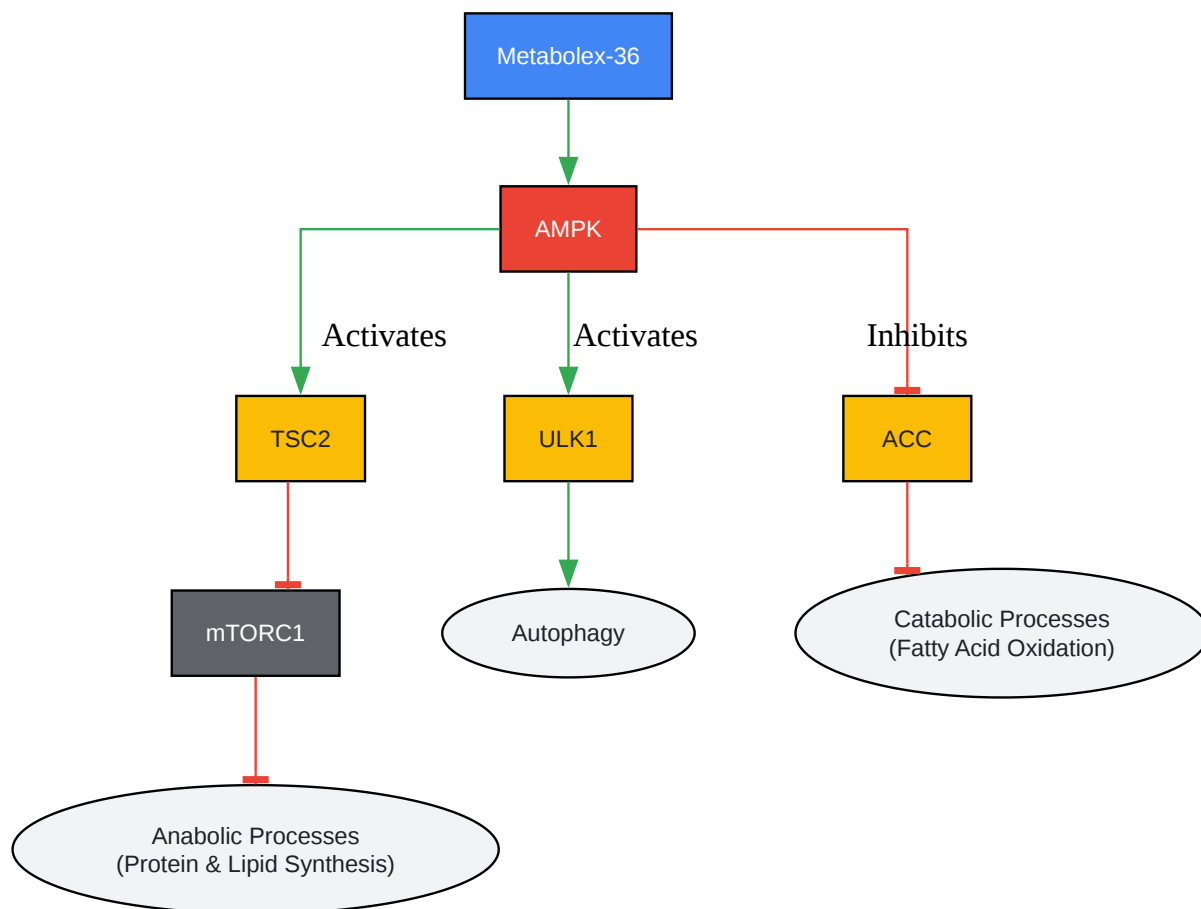 Metabolex-36
AMPK
Activates
Activates
Inhibits
TSC2
ULK1
ACC
mTORC1
Autophagy
Catabolic Processes
(Fatty Acid Oxidation)
Anabolic Processes
(Protein & Lipid Synthesis)